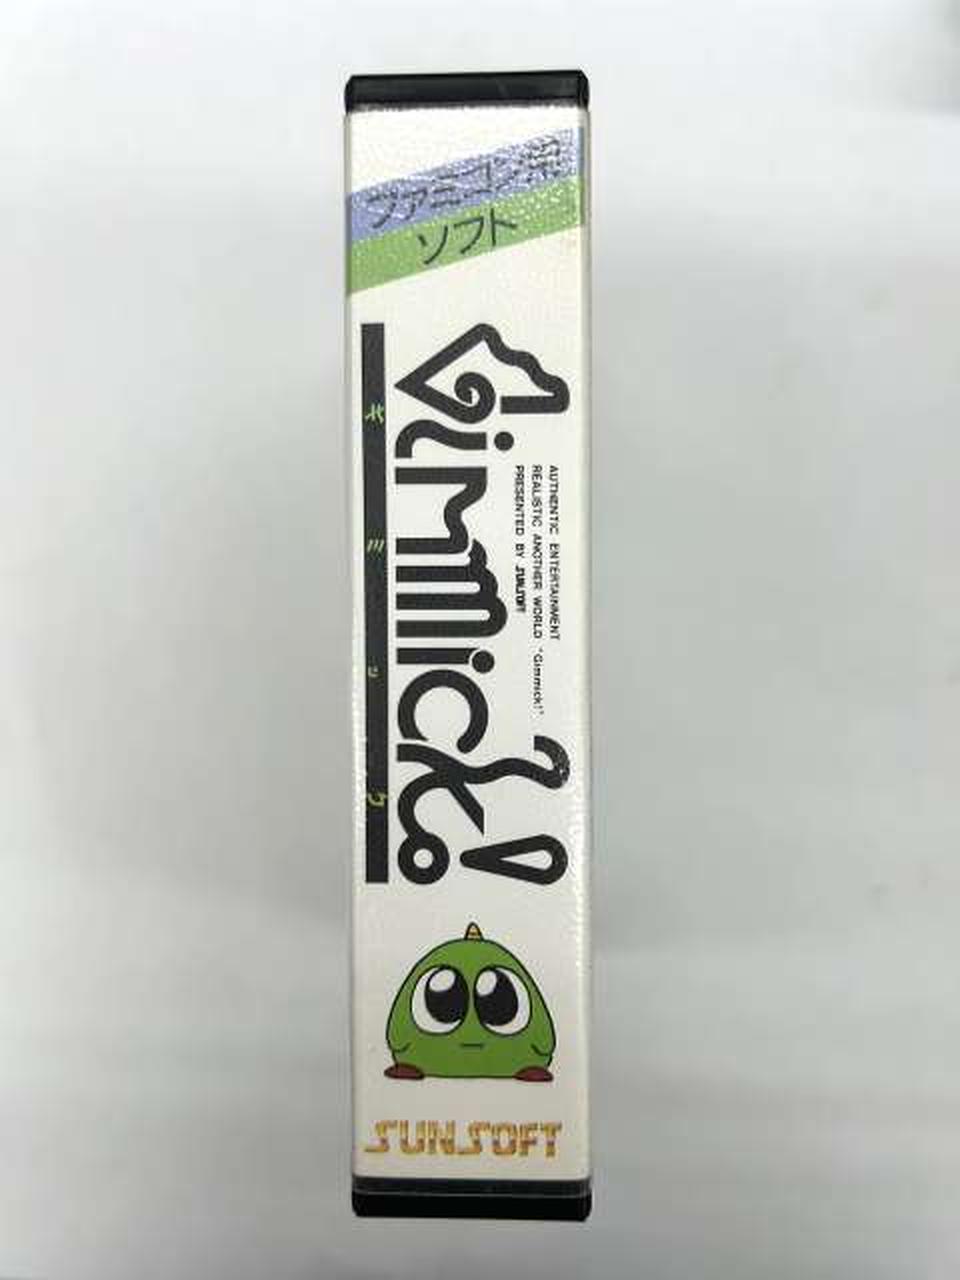 ファミコン用
ソフト
Gimmick!
ギミック
AUTHENTIC ENTERTAINMENT
REALISTIC ANOTHER WORLD "Gimmick!"
PRESENTED BY SUNSOFT
SUNSOFT